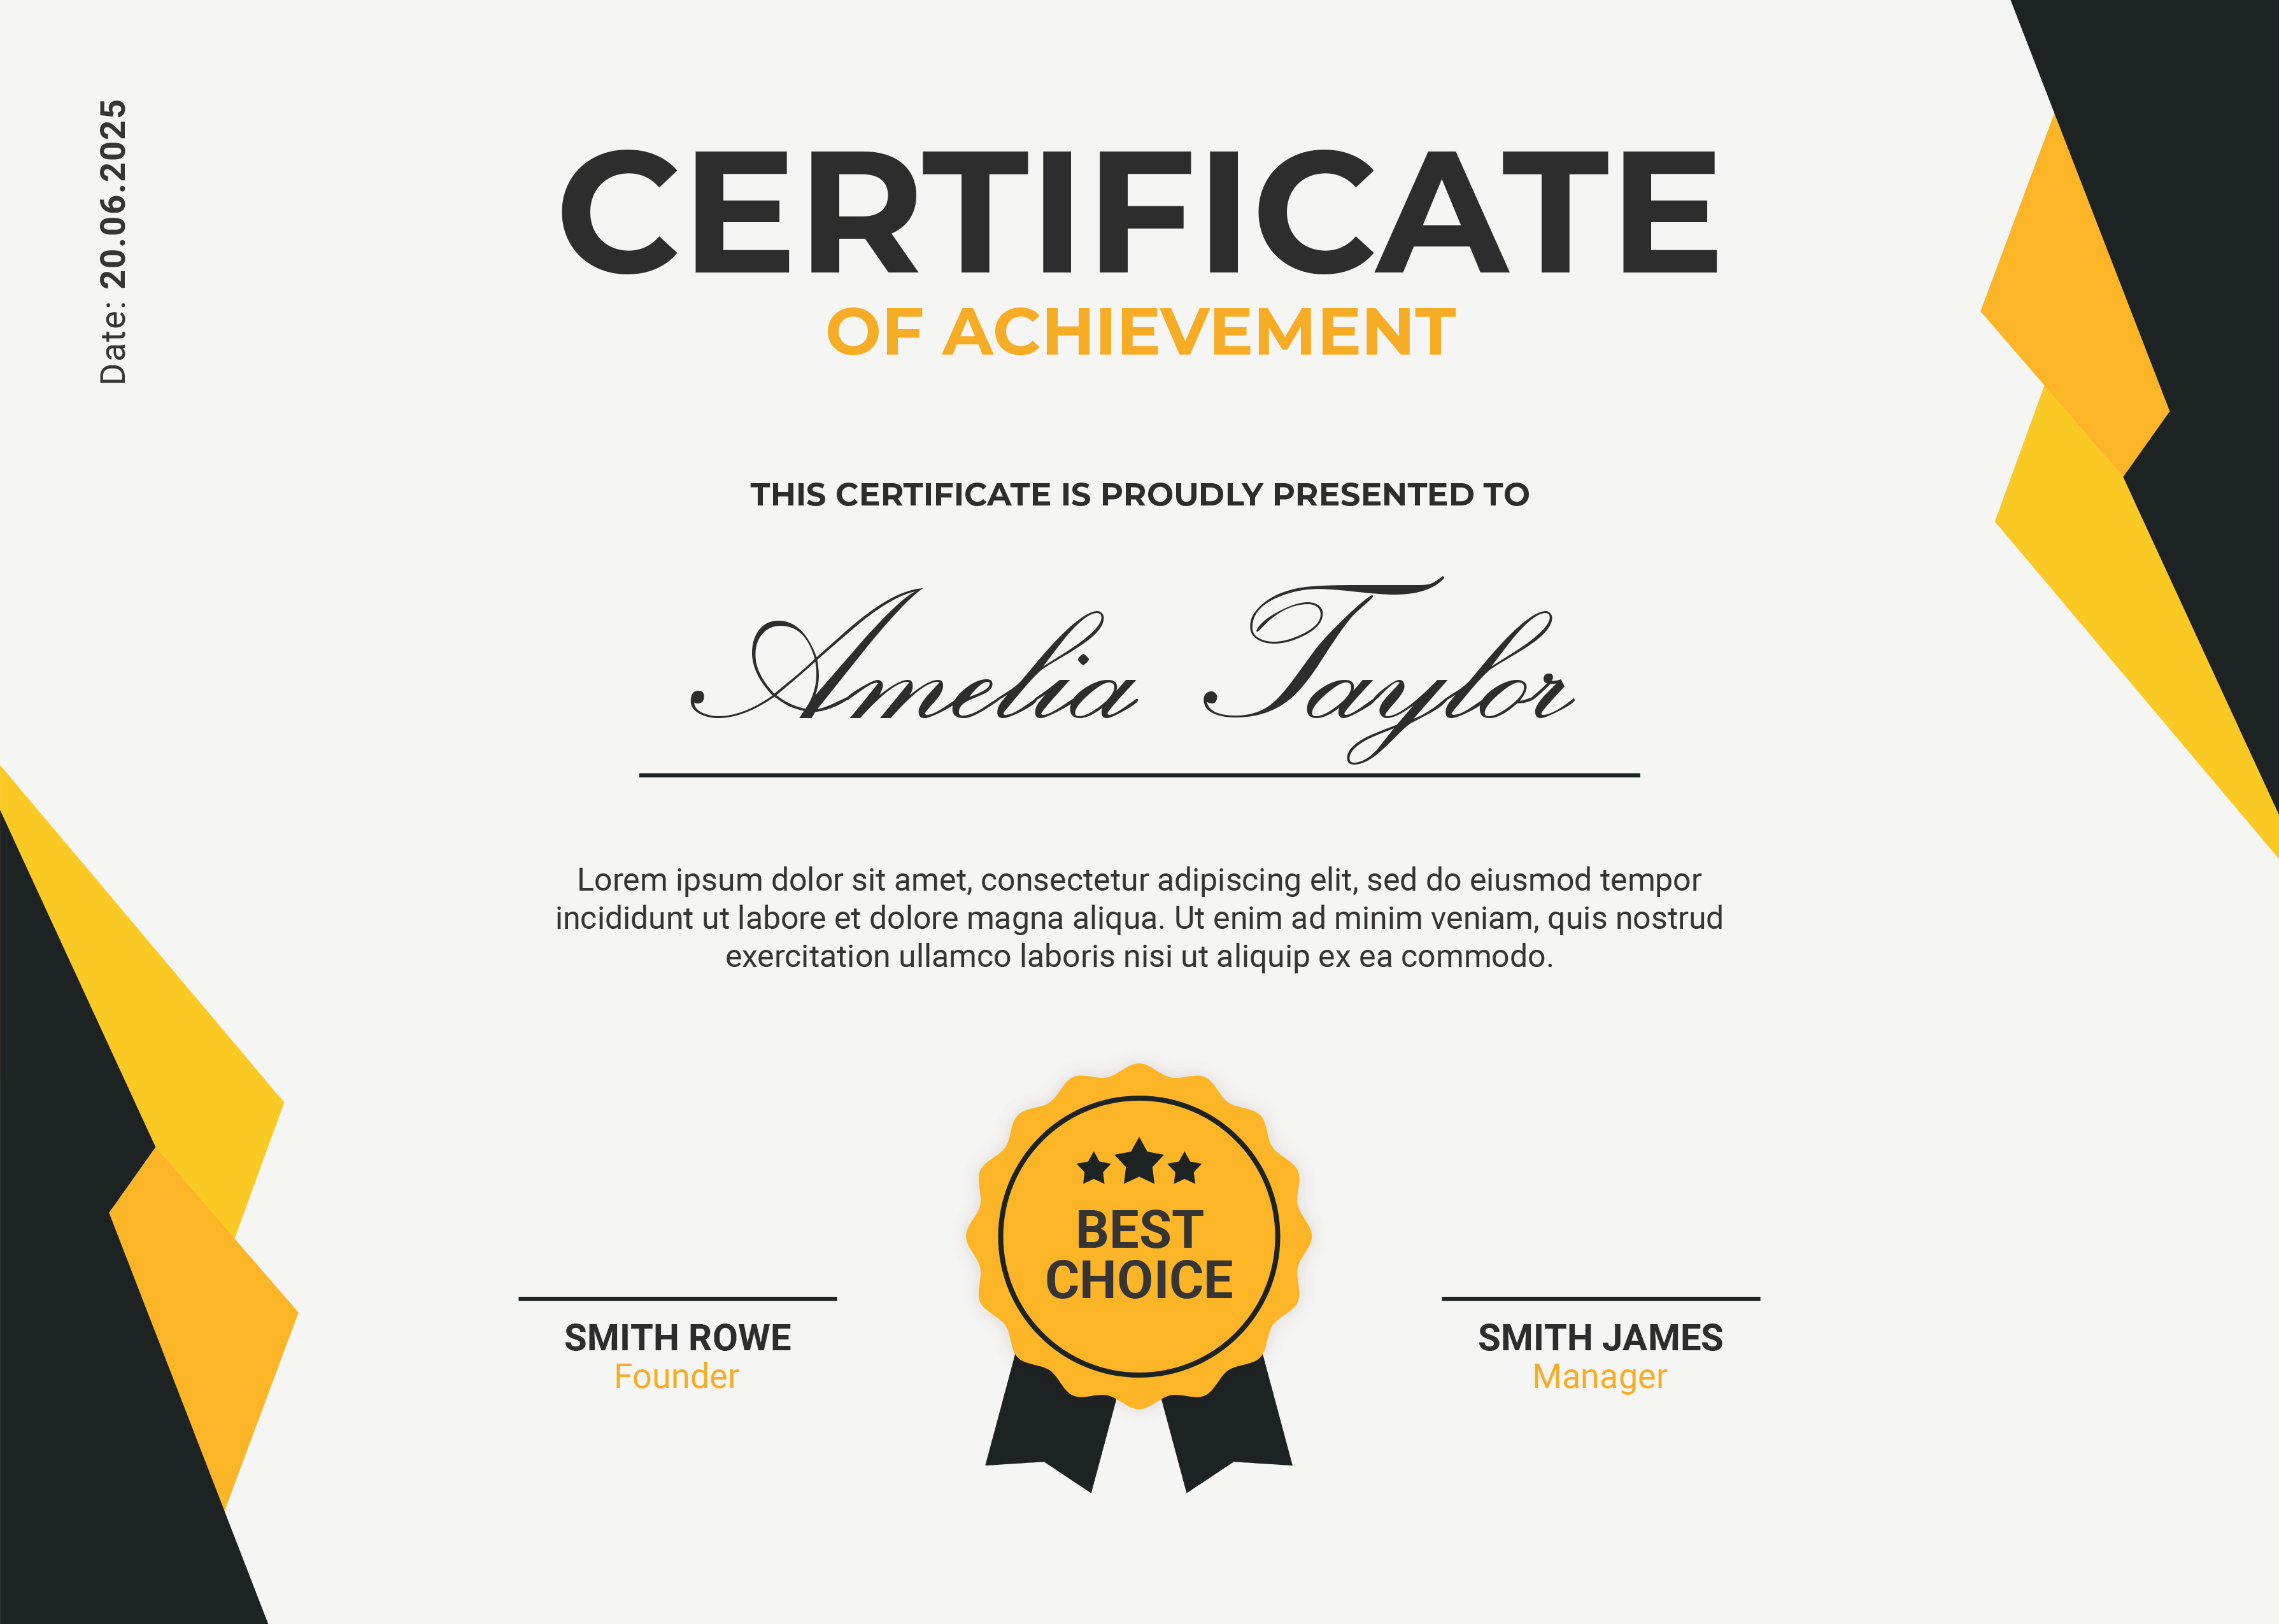 Date: 20.06.2025
CERTIFICATE
OF ACHIEVEMENT
THIS CERTIFICATE IS PROUDLY PRESENTED TO
Amelia Taylor
Lorem ipsum dolor sit amet, consectetur adipiscing elit, sed do eiusmod tempor
incididunt ut labore et dolore magna aliqua. Ut enim ad minim veniam, quis nostrud
exercitation ullamco laboris nisi ut aliquip ex ea commodo.
BEST
CHOICE
SMITH ROWE
Founder
SMITH JAMES
Manager